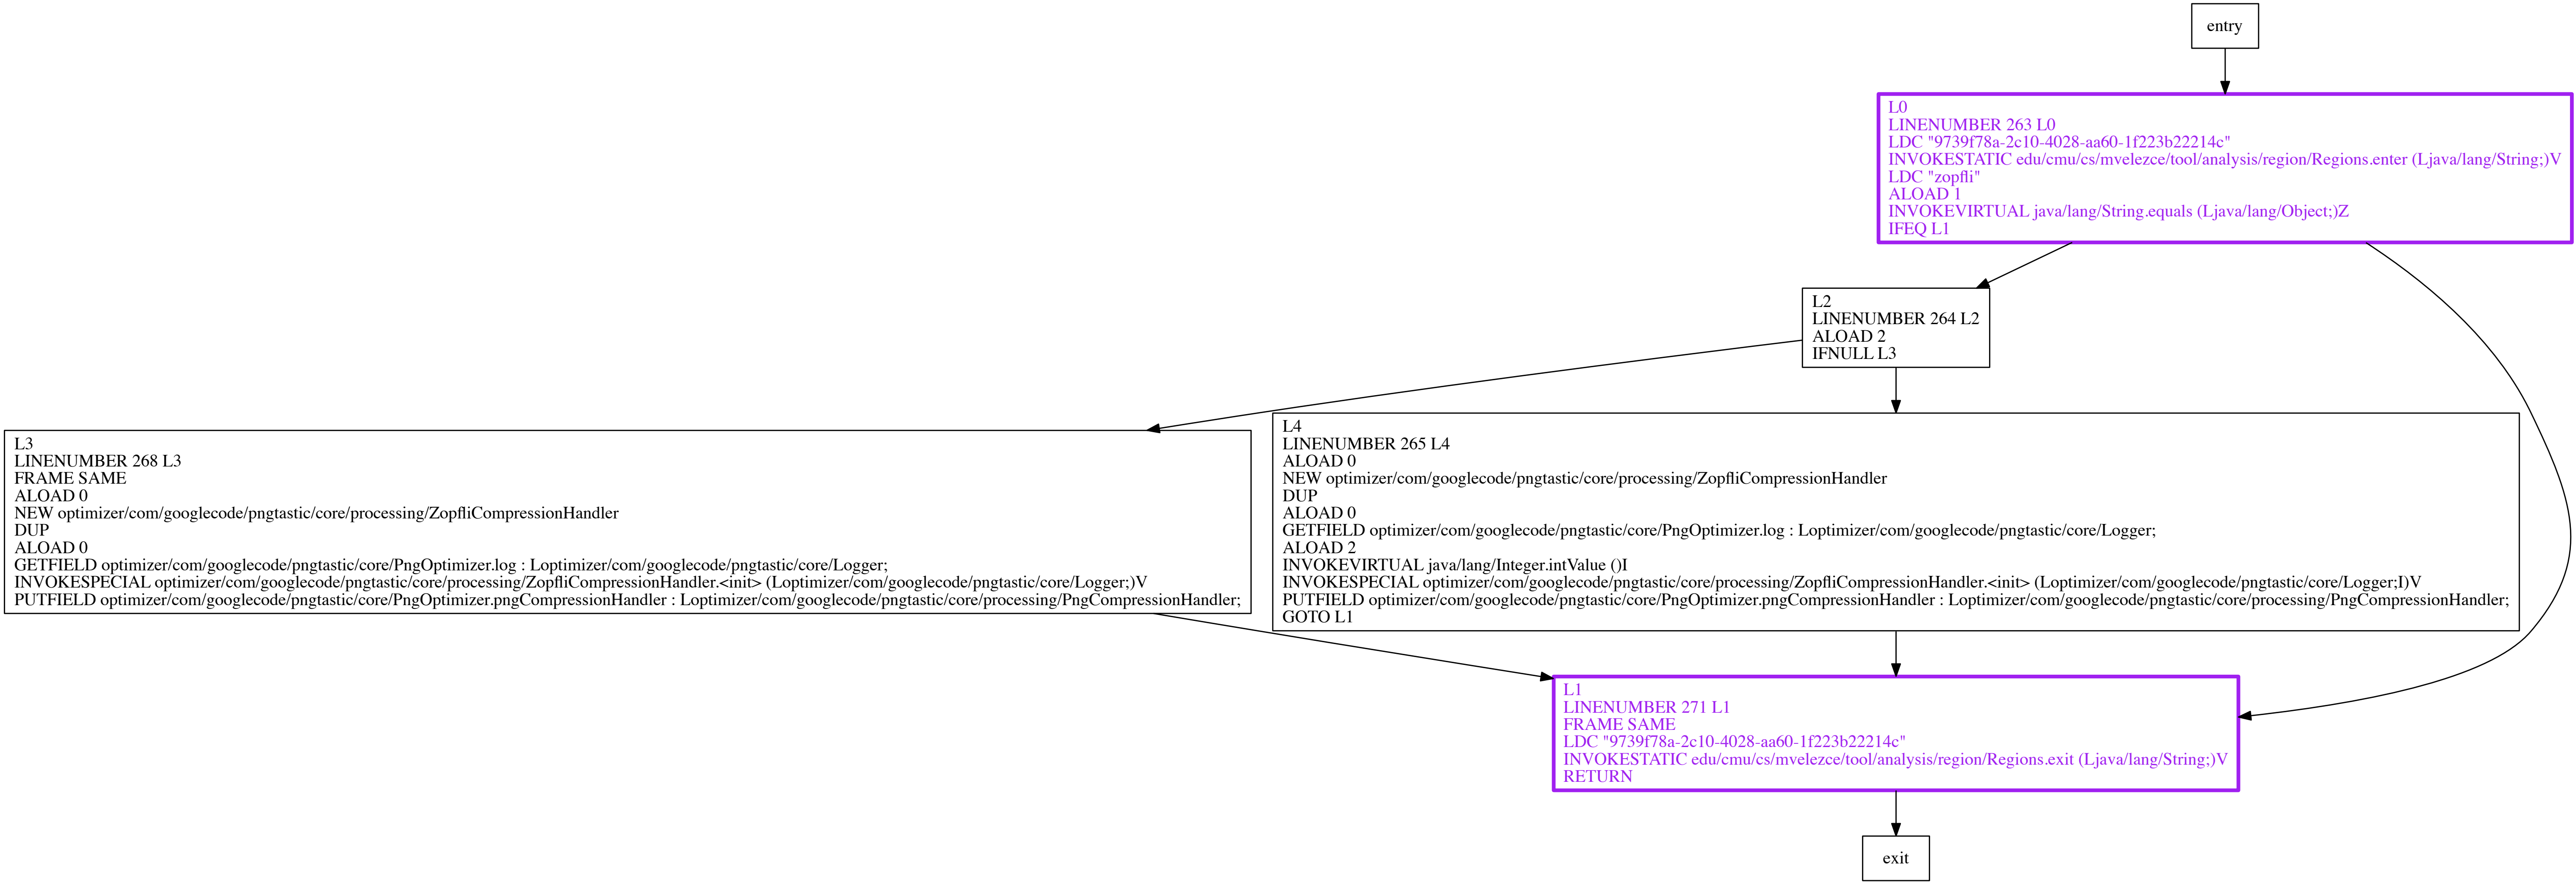 entry
L0
LINENUMBER 263 L0
LDC "9739f78a-2c10-4028-aa60-1f223b22214c"
INVOKESTATIC edu/cmu/cs/mvelezce/tool/analysis/region/Regions.enter (Ljava/lang/String;)V
LDC "zopfli"
ALOAD 1
INVOKEVIRTUAL java/lang/String.equals (Ljava/lang/Object;)Z
IFEQ L1
L2
LINENUMBER 264 L2
ALOAD 2
IFNULL L3
L3
LINENUMBER 268 L3
FRAME SAME
ALOAD 0
NEW optimizer/com/googlecode/pngtastic/core/processing/ZopfliCompressionHandler
DUP
ALOAD 0
GETFIELD optimizer/com/googlecode/pngtastic/core/PngOptimizer.log : Loptimizer/com/googlecode/pngtastic/core/Logger;
INVOKESPECIAL optimizer/com/googlecode/pngtastic/core/processing/ZopfliCompressionHandler.<init> (Loptimizer/com/googlecode/pngtastic/core/Logger;)V
PUTFIELD optimizer/com/googlecode/pngtastic/core/PngOptimizer.pngCompressionHandler : Loptimizer/com/googlecode/pngtastic/core/processing/PngCompressionHandler;
L4
LINENUMBER 265 L4
ALOAD 0
NEW optimizer/com/googlecode/pngtastic/core/processing/ZopfliCompressionHandler
DUP
ALOAD 0
GETFIELD optimizer/com/googlecode/pngtastic/core/PngOptimizer.log : Loptimizer/com/googlecode/pngtastic/core/Logger;
ALOAD 2
INVOKEVIRTUAL java/lang/Integer.intValue ()I
INVOKESPECIAL optimizer/com/googlecode/pngtastic/core/processing/ZopfliCompressionHandler.<init> (Loptimizer/com/googlecode/pngtastic/core/Logger;I)V
PUTFIELD optimizer/com/googlecode/pngtastic/core/PngOptimizer.pngCompressionHandler : Loptimizer/com/googlecode/pngtastic/core/processing/PngCompressionHandler;
GOTO L1
L1
LINENUMBER 271 L1
FRAME SAME
LDC "9739f78a-2c10-4028-aa60-1f223b22214c"
INVOKESTATIC edu/cmu/cs/mvelezce/tool/analysis/region/Regions.exit (Ljava/lang/String;)V
RETURN
exit